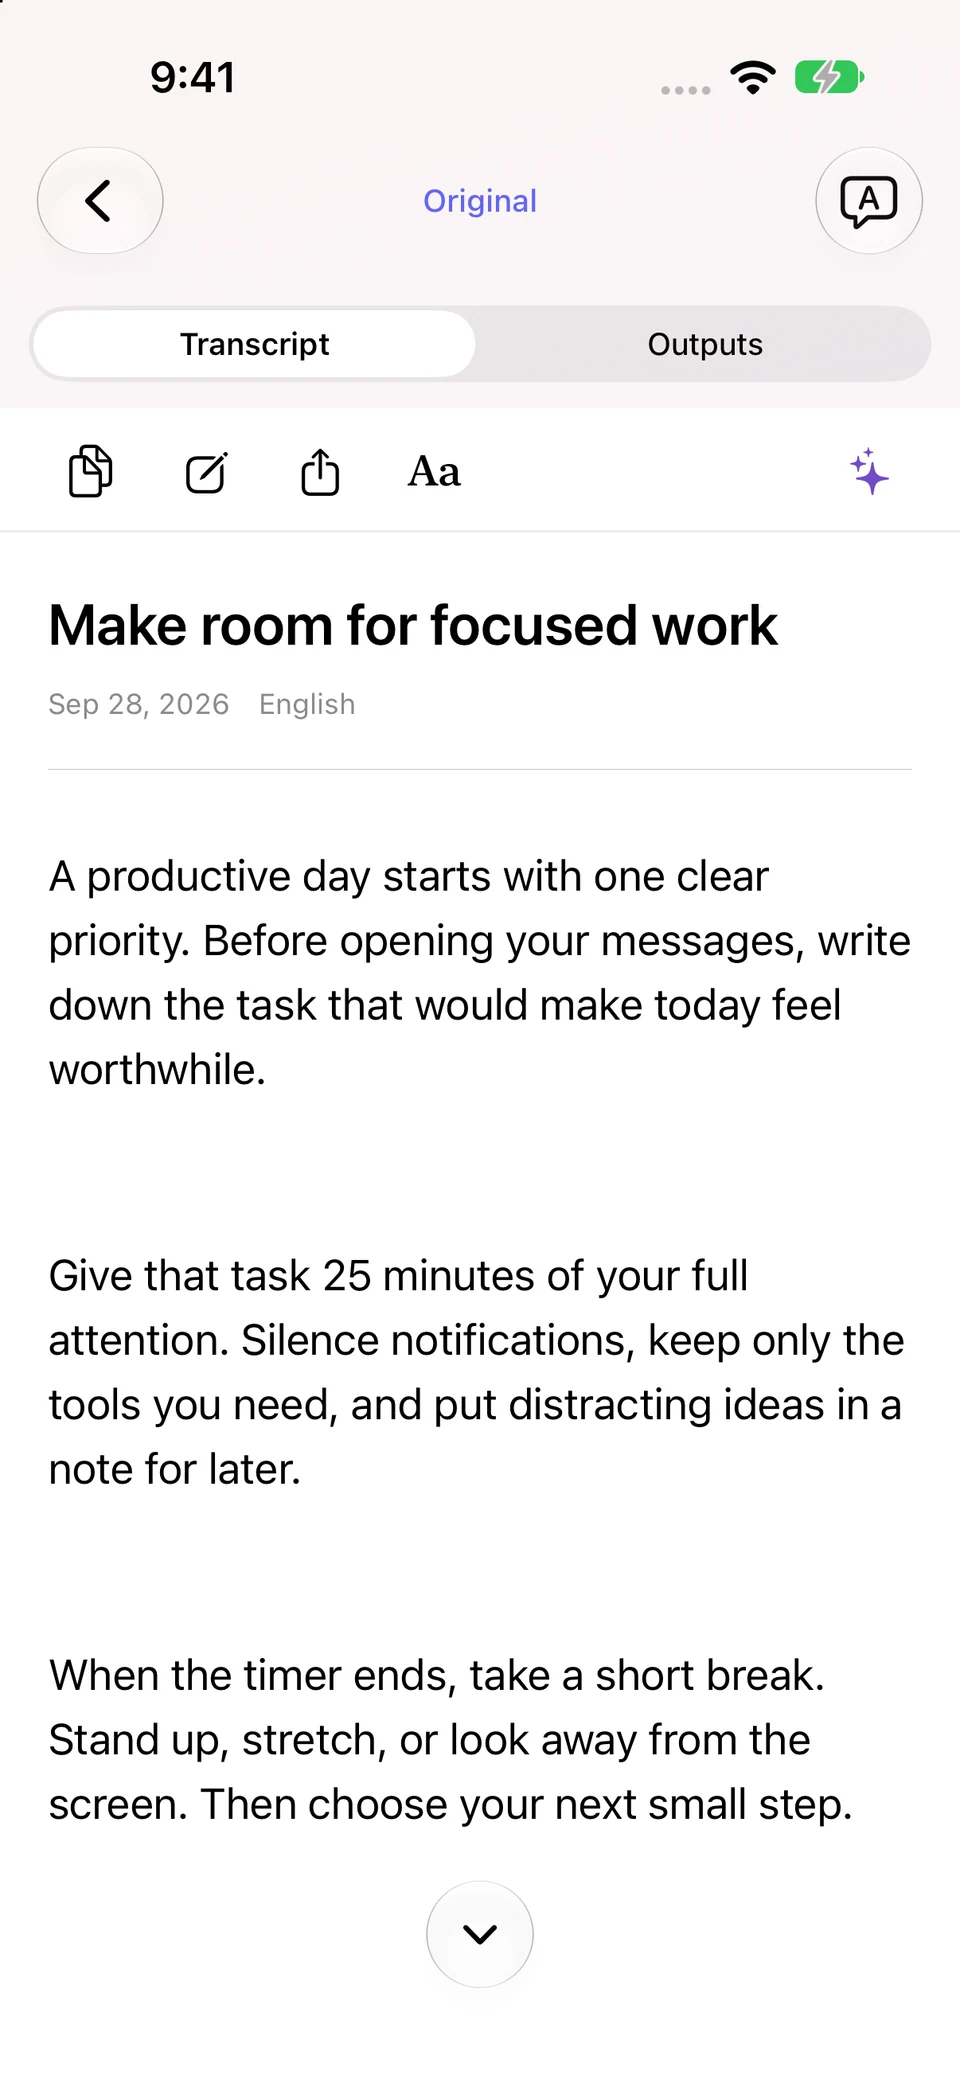 9:41
Original
A
Transcript
Outputs
Aa
Make room for focused work
Sep 28, 2026 English
A productive day starts with one clear
priority. Before opening your messages, write
down the task that would make today feel
worthwhile.
Give that task 25 minutes of your full
attention. Silence notifications, keep only the
tools you need, and put distracting ideas in a
note for later.
When the timer ends, take a short break.
Stand up, stretch, or look away from the
screen. Then choose your next small step.